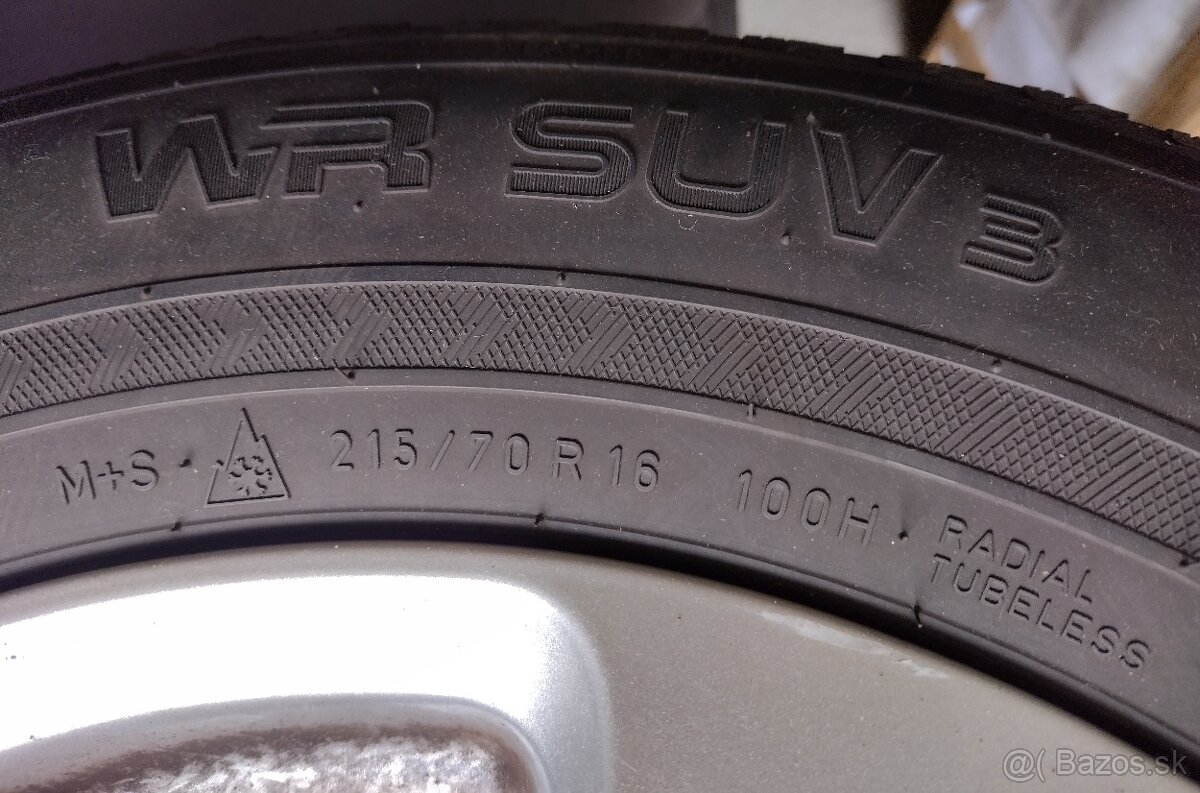 WR SUV 3
M+S 215/70 R 16 100H RADIAL
TUBELESS
@( Bazos.sk